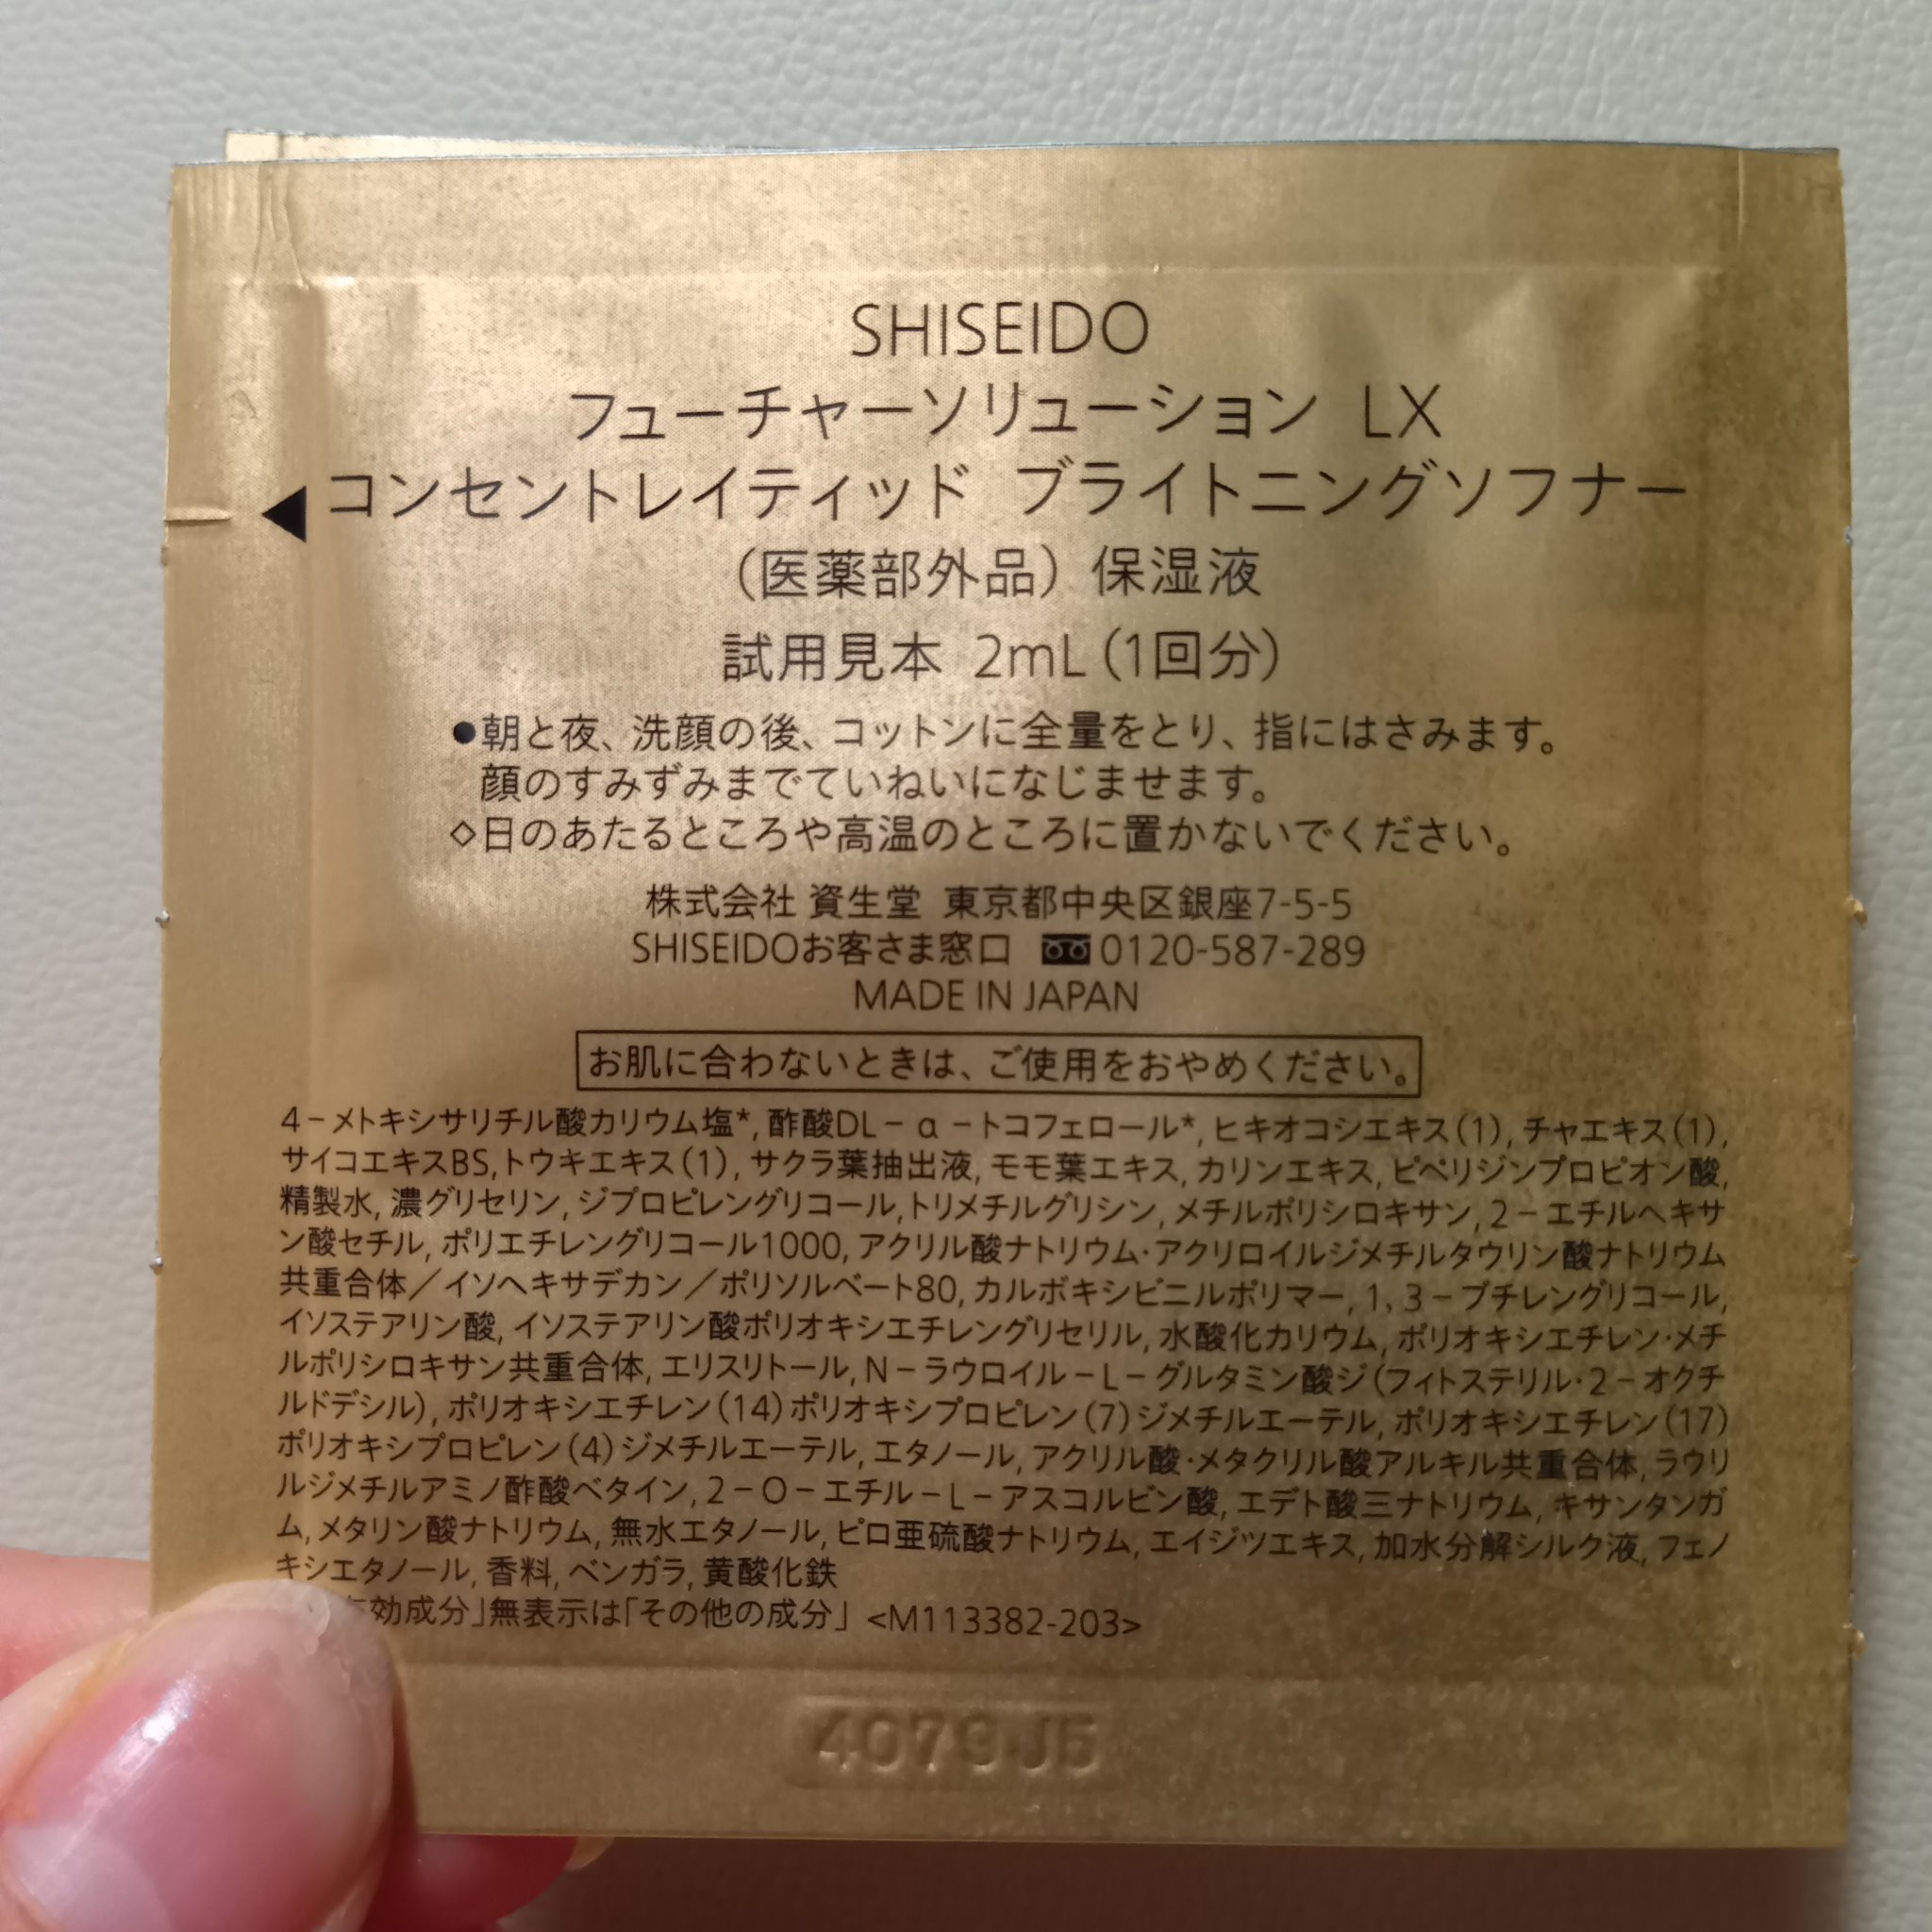 SHISEIDO
フューチャーソリューション LX
◀コンセントレイティッド ブライトニングソフナー
（医薬部外品）保湿液
試用見本 2mL（1回分）
●朝と夜、洗顔の後、コットンに全量をとり、指にはさみます。
顔のすみずみまでていねいになじませます。
◇日のあたるところや高温のところに置かないでください。
株式会社 資生堂 東京都中央区銀座7-5-5
SHISEIDOお客さま窓口 0120-587-289
MADE IN JAPAN
お肌に合わないときは、ご使用をおやめください。
4－メトキシサリチル酸カリウム塩*, 酢酸DL－α－トコフェロール*, ヒキオコシエキス(1), チャエキス(1),
サイコエキスBS,トウキエキス(1), サクラ葉抽出液, モモ葉エキス, カリンエキス, ピペリジンプロピオン酸,
精製水, 濃グリセリン, ジプロピレングリコール,トリメチルグリシン, メチルポリシロキサン, 2－エチルヘキサ
ン酸セチル, ポリエチレングリコール1000, アクリル酸ナトリウム・アクリロイルジメチルタウリン酸ナトリウム
共重合体／イソヘキサデカン／ポリソルベート80, カルボキシビニルポリマー, 1, 3－ブチレングリコール,
イソステアリン酸, イソステアリン酸ポリオキシエチレングリセリル, 水酸化カリウム, ポリオキシエチレン・メチ
ルポリシロキサン共重合体, エリスリトール, N－ラウロイル－L－グルタミン酸ジ(フィトステリル・2－オクチ
ルドデシル), ポリオキシエチレン(14)ポリオキシプロピレン(7)ジメチルエーテル, ポリオキシエチレン(17)
ポリオキシプロピレン(4)ジメチルエーテル, エタノール, アクリル酸・メタクリル酸アルキル共重合体, ラウリ
ルジメチルアミノ酢酸ベタイン, 2－O－エチル－L－アスコルビン酸, エデト酸三ナトリウム, キサンタンガ
ム, メタリン酸ナトリウム, 無水エタノール, ピロ亜硫酸ナトリウム, エイジツエキス, 加水分解シルク液, フェノ
キシエタノール, 香料, ベンガラ, 黄酸化鉄
効成分」無表示は「その他の成分」 <M113382-203>
4079J5